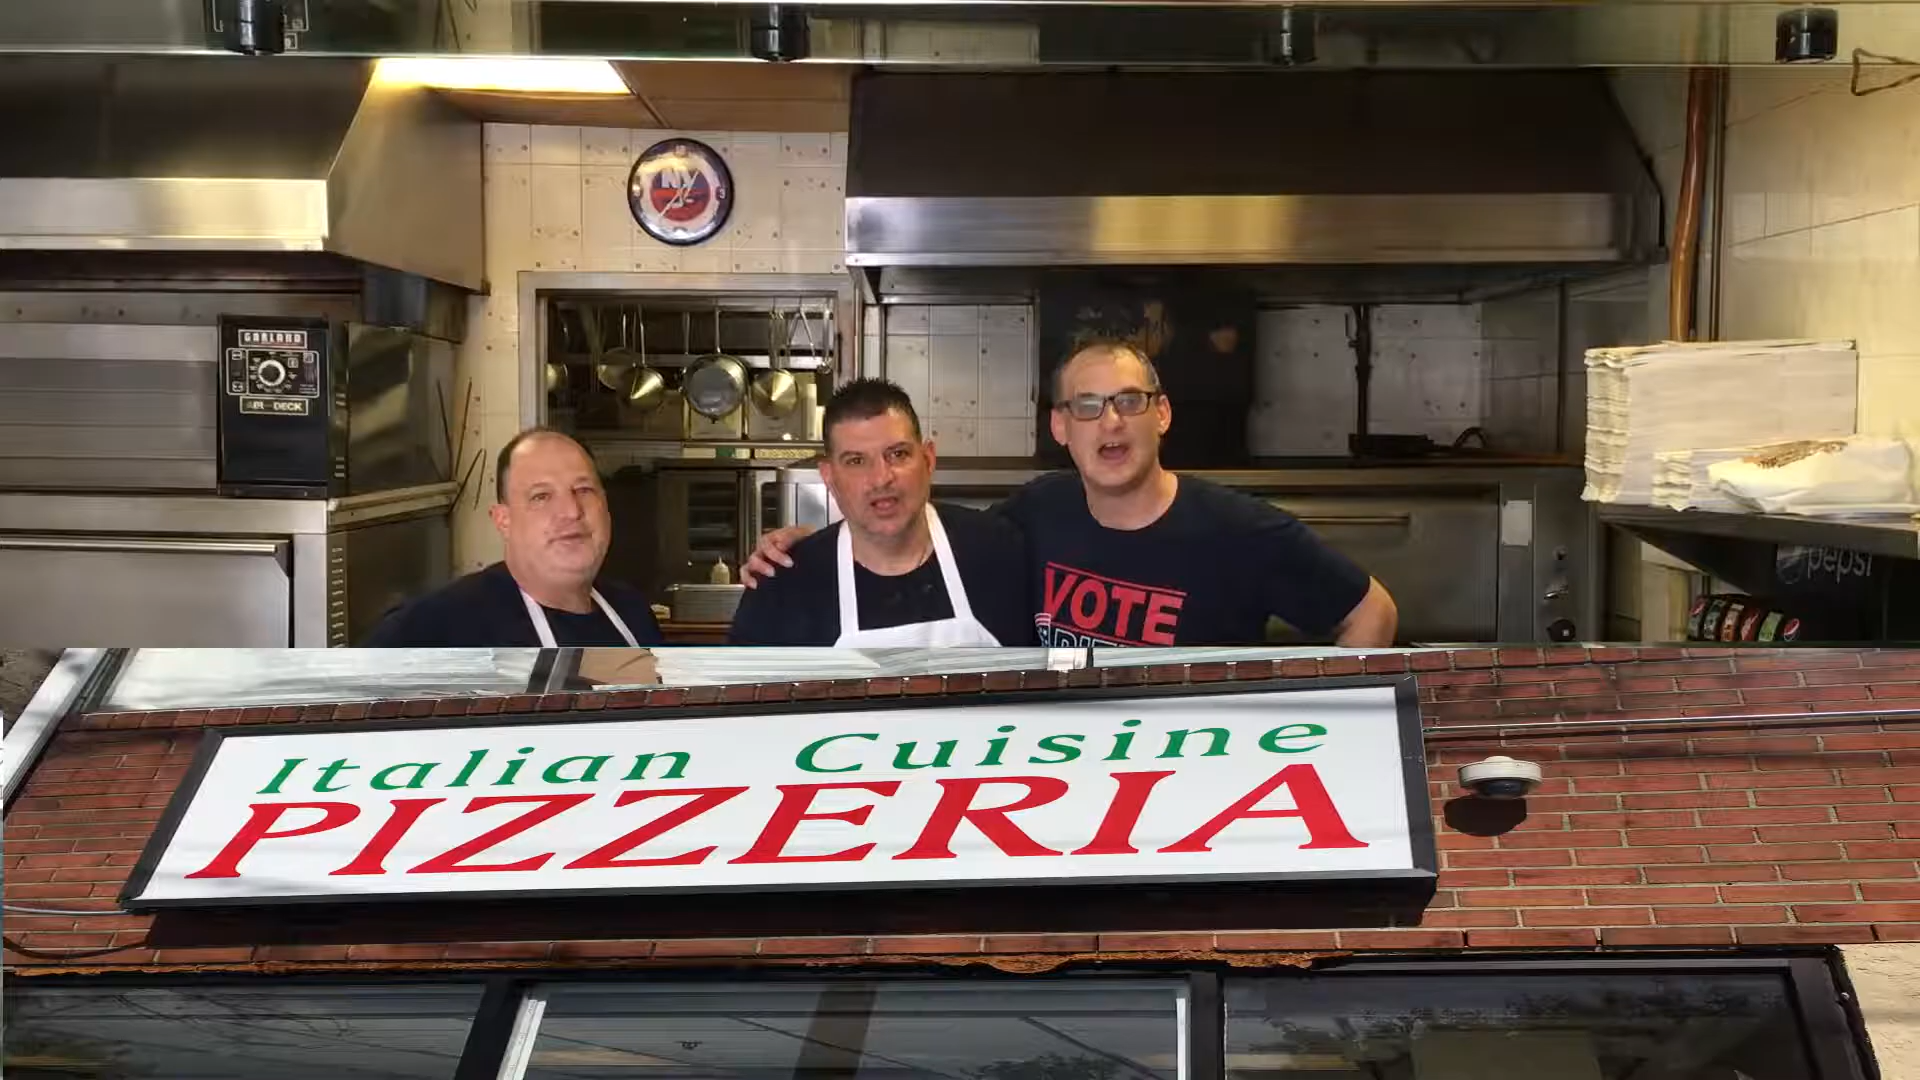 NY
GARLAND
AIR-DECK
VOTE
pepsi
Italian Cuisine
PIZZERIA